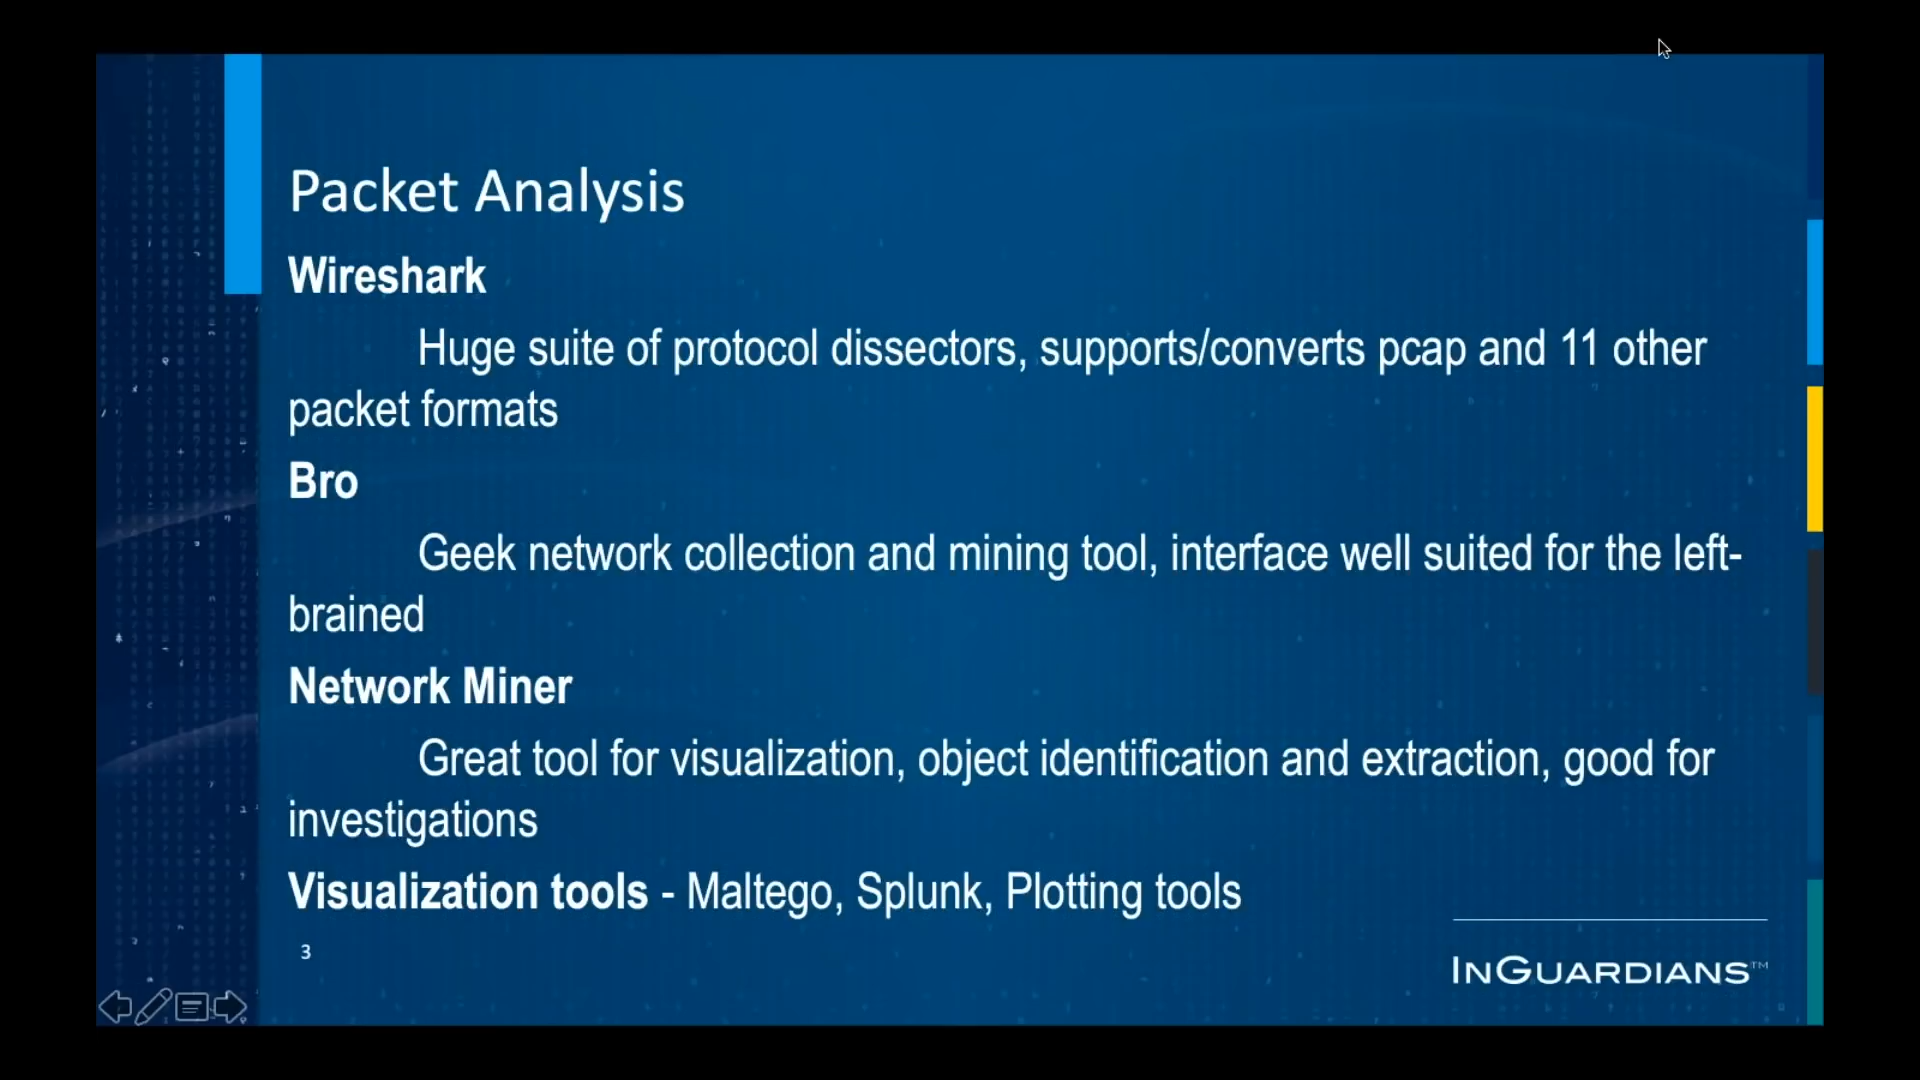 Packet Analysis
Wireshark
Huge suite of protocol dissectors, supports/converts pcap and 11 other
packet formats
Bro
Geek network collection and mining tool, interface well suited for the left-
brained
Network Miner
Great tool for visualization, object identification and extraction, good for
investigations
Visualization tools - Maltego, Splunk, Plotting tools
3
INGUARDIANS™